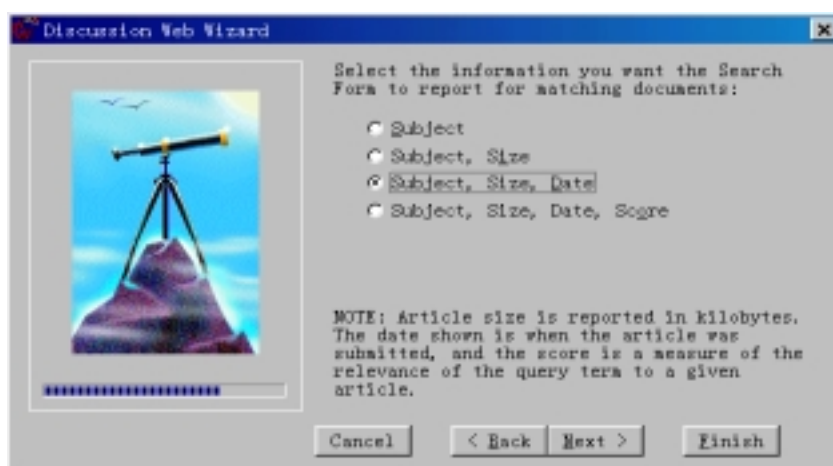 Discussion Web Wizard
Select the information you want the Search
Form to report for matching documents:
Subject
Subject, Size
Subject, Size, Date
Subject, Size, Date, Score
NOTE: Article size is reported in kilobytes.
The date shown is when the article was
submitted, and the score is a measure of the
relevance of the query term to a given
article.
Cancel
< Back
Next >
Finish